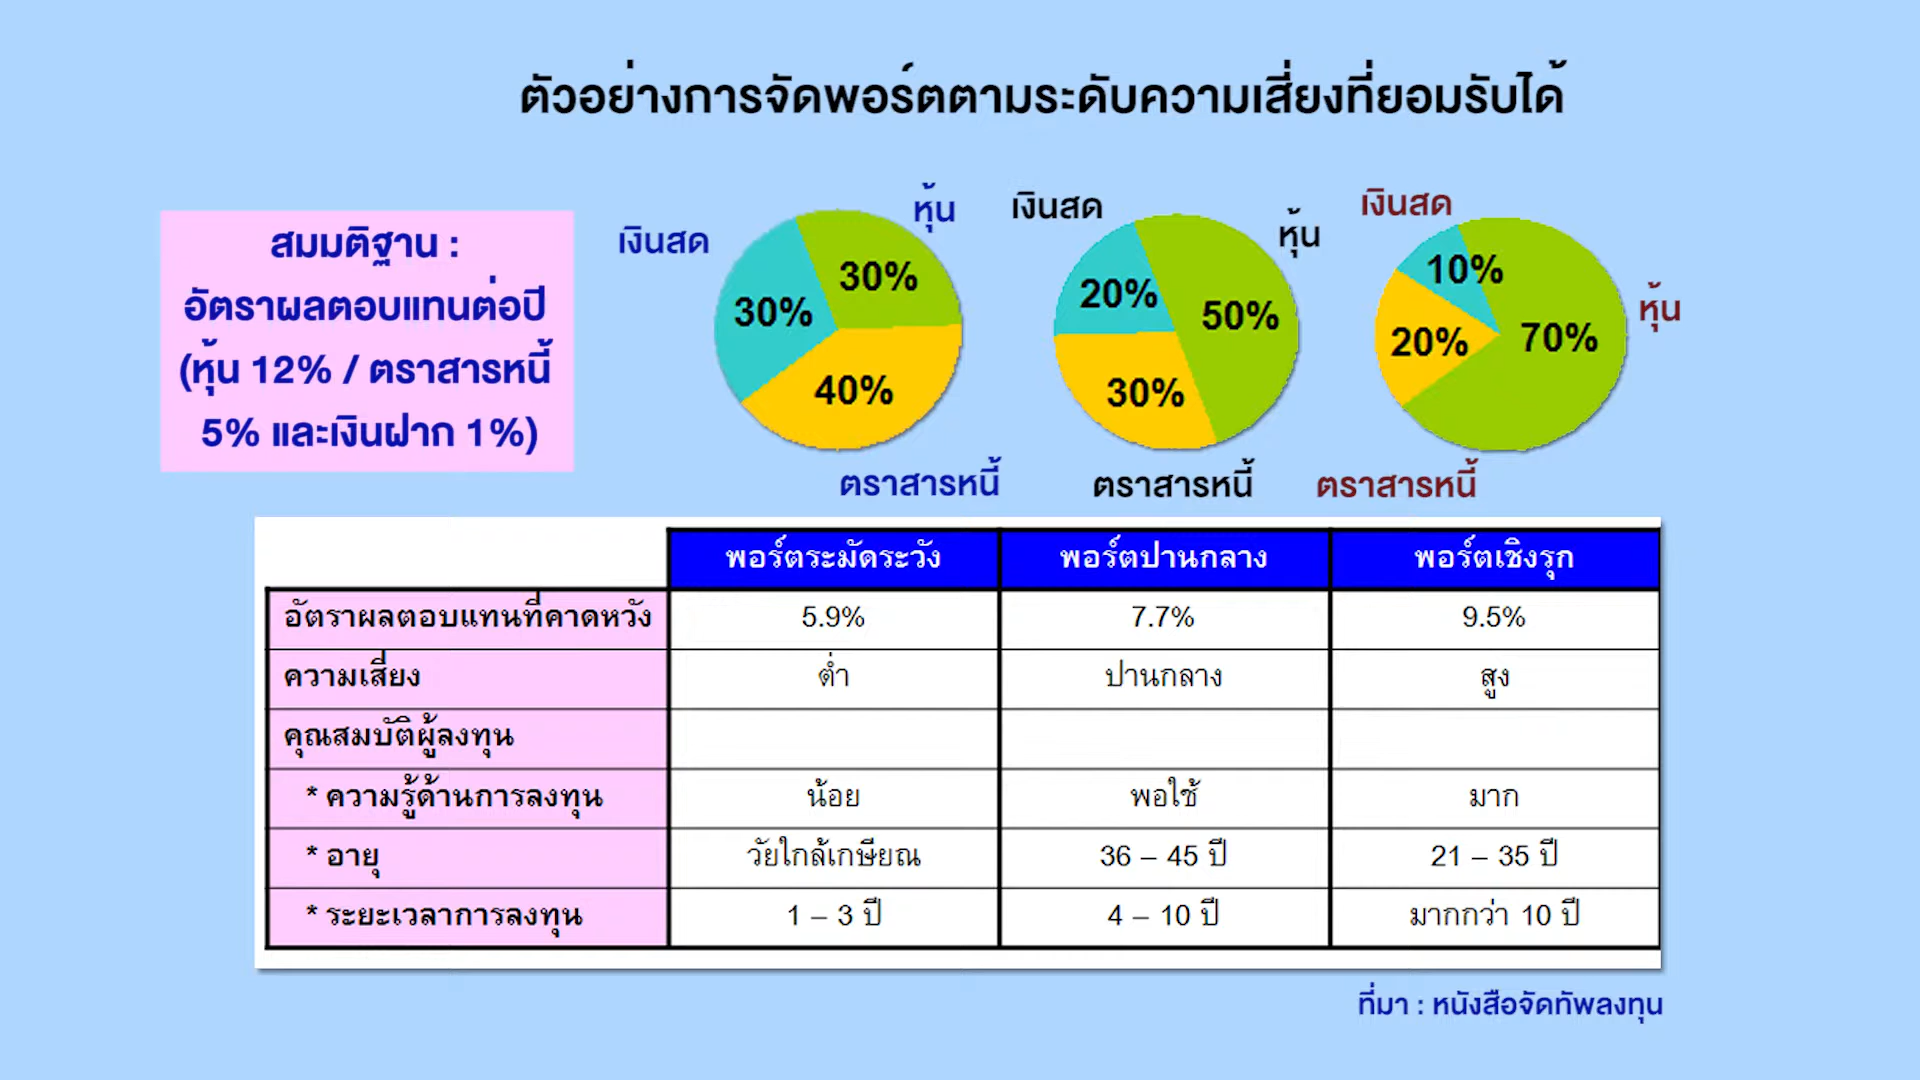 ตัวอย่างการจัดพอร์ตตามระดับความเสี่ยงที่ยอมรับได้
สมมติฐาน :
อัตราผลตอบแทนต่อปี
(หุ้น 12% / ตราสารหนี้
5% และเงินฝาก 1%)
เงินสด
หุ้น
30%
30%
40%
ตราสารหนี้
เงินสด
หุ้น
20%
50%
30%
ตราสารหนี้
เงินสด
หุ้น
10%
20%
70%
ตราสารหนี้
พอร์ตระมัดระวัง พอร์ตปานกลาง พอร์ตเชิงรุก
อัตราผลตอบแทนที่คาดหวัง 5.9% 7.7% 9.5%
ความเสี่ยง ต่ำ ปานกลาง สูง
คุณสมบัติผู้ลงทุน
* ความรู้ด้านการลงทุน น้อย พอใช้ มาก
* อายุ วัยใกล้เกษียณ 36 – 45 ปี 21 – 35 ปี
* ระยะเวลาการลงทุน 1 – 3 ปี 4 – 10 ปี มากกว่า 10 ปี
ที่มา : หนังสือจัดทัพลงทุน